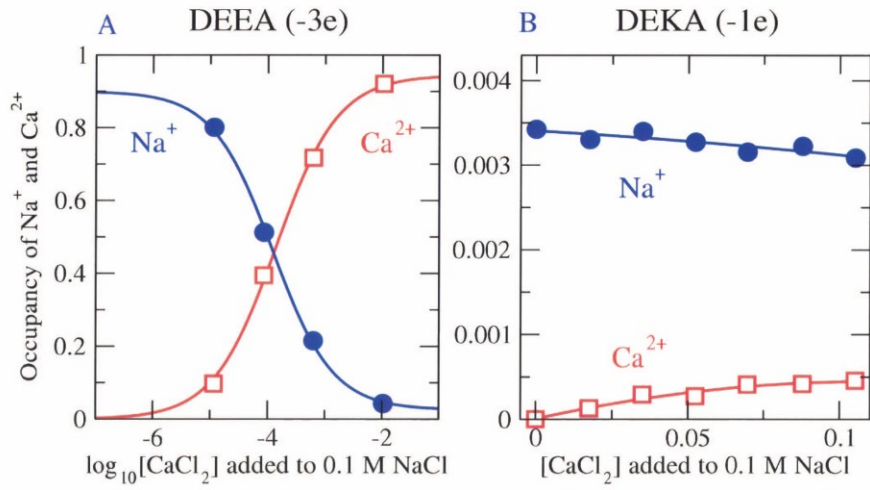 A DEEA (-3e)
Occupancy of Na⁺ and Ca²⁺
1
0.8
0.6
0.4
0.2
0
Na⁺
Ca²⁺
-6 -4 -2
log₁₀[CaCl₂] added to 0.1 M NaCl
B DEKA (-1e)
0.004
0.003
0.002
0.001
0
Na⁺
Ca²⁺
0 0.05 0.1
[CaCl₂] added to 0.1 M NaCl